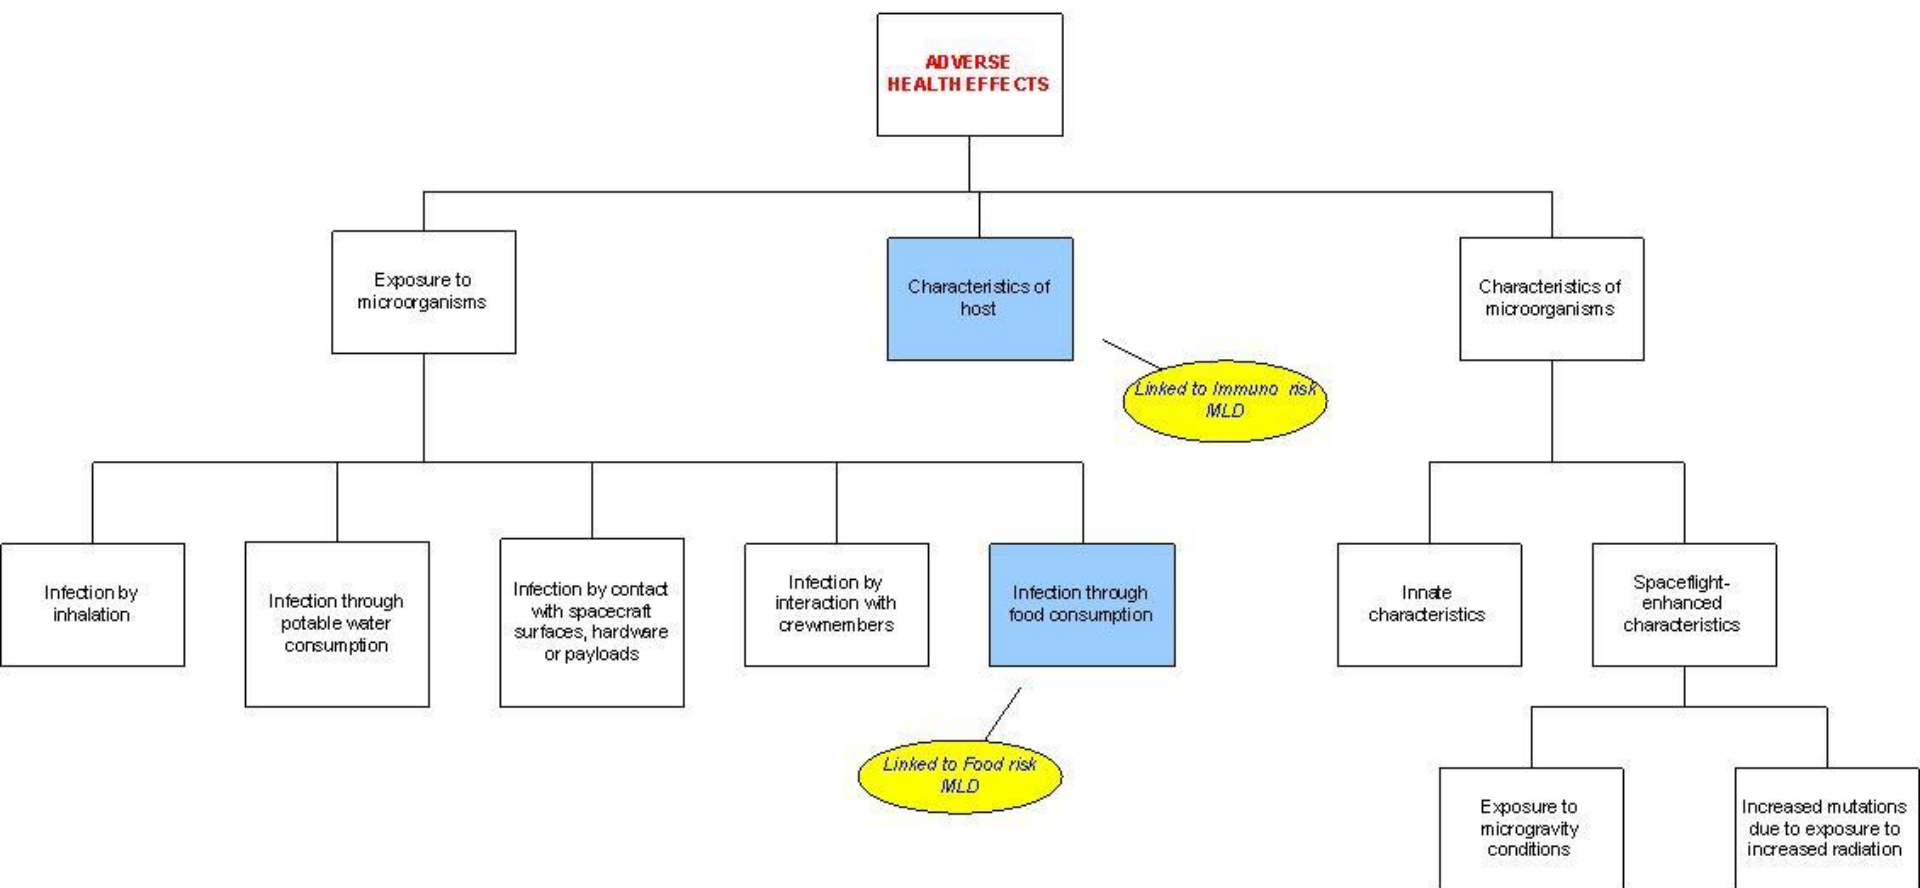 ADVERSE
HEALTH EFFECTS
Exposure to
microorganisms
Characteristics of
host
Characteristics of
microorganisms
Linked to Immuno risk
MLD
Infection by
inhalation
Infection through
potable water
consumption
Infection by contact
with spacecraft
surfaces, hardware
or payloads
Infection by
interaction with
crewmembers
Infection through
food consumption
Innate
characteristics
Spaceflight-
enhanced
characteristics
Linked to Food risk
MLD
Exposure to
microgravity
conditions
Increased mutations
due to exposure to
increased radiation